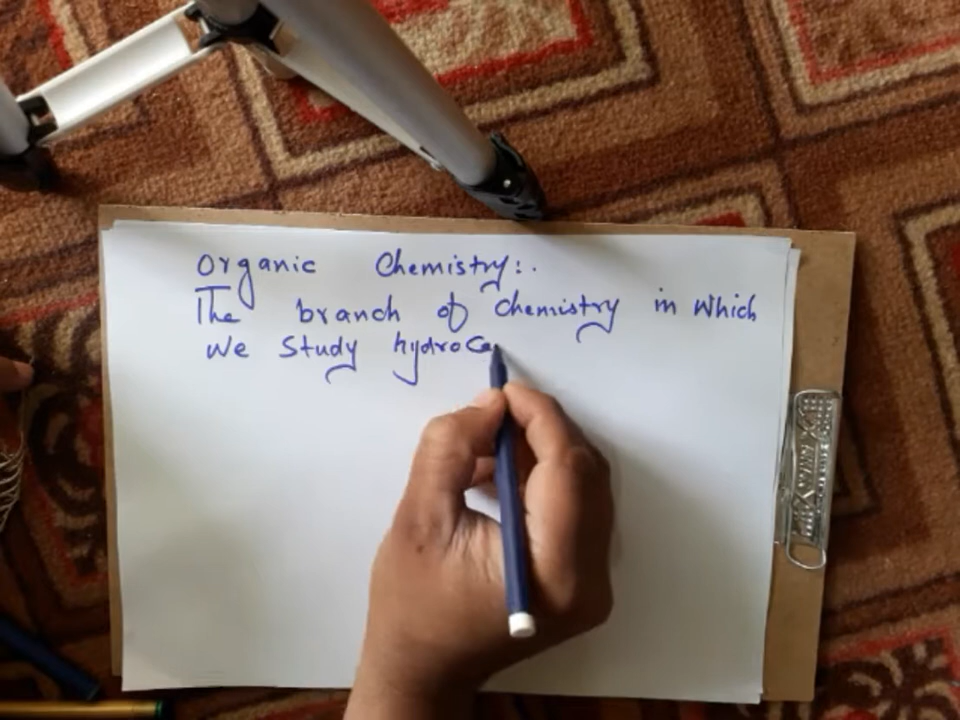 Organic Chemistry:.
The branch of chemistry in which
we study hydroca